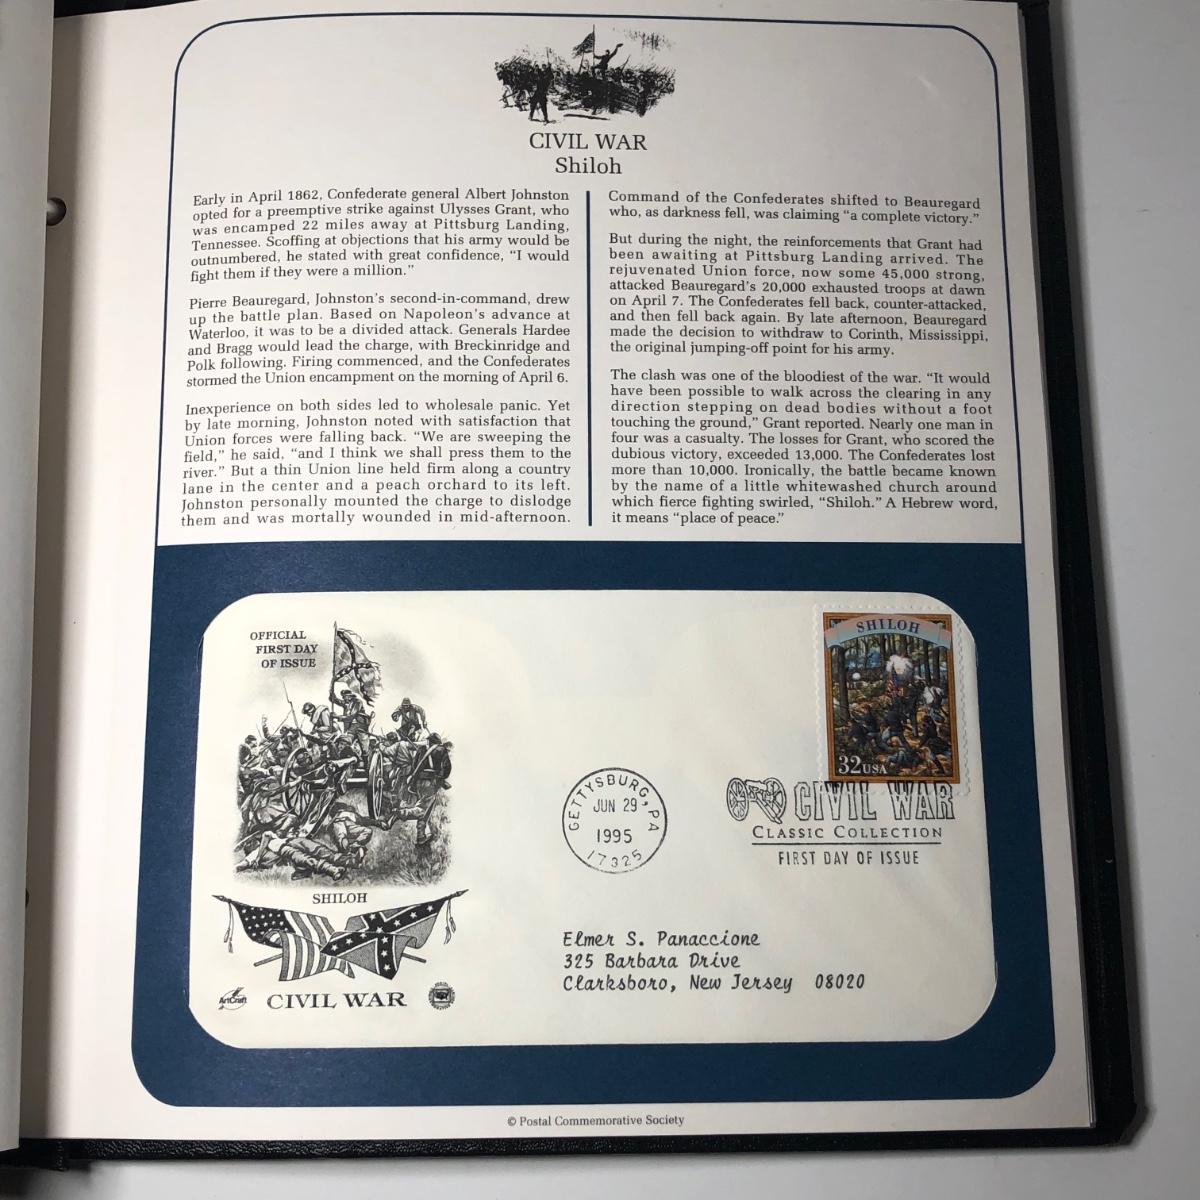 CIVIL WAR
Shiloh
Early in April 1862, Confederate general Albert Johnston
opted for a preemptive strike against Ulysses Grant, who
was encamped 22 miles away at Pittsburg Landing,
Tennessee. Scoffing at objections that his army would be
outnumbered, he stated with great confidence, “I would
fight them if they were a million.”
Pierre Beauregard, Johnston’s second-in-command, drew
up the battle plan. Based on Napoleon’s advance at
Waterloo, it was to be a divided attack. Generals Hardee
and Bragg would lead the charge, with Breckinridge and
Polk following. Firing commenced, and the Confederates
stormed the Union encampment on the morning of April 6.
Inexperience on both sides led to wholesale panic. Yet
by late morning, Johnston noted with satisfaction that
Union forces were falling back. “We are sweeping the
field,” he said, “and I think we shall press them to the
river.” But a thin Union line held firm along a country
lane in the center and a peach orchard to its left.
Johnston personally mounted the charge to dislodge
them and was mortally wounded in mid-afternoon.
Command of the Confederates shifted to Beauregard
who, as darkness fell, was claiming “a complete victory.”
But during the night, the reinforcements that Grant had
been awaiting at Pittsburg Landing arrived. The
rejuvenated Union force, now some 45,000 strong,
attacked Beauregard’s 20,000 exhausted troops at dawn
on April 7. The Confederates fell back, counter-attacked,
and then fell back again. By late afternoon, Beauregard
made the decision to withdraw to Corinth, Mississippi,
the original jumping-off point for his army.
The clash was one of the bloodiest of the war. “It would
have been possible to walk across the clearing in any
direction stepping on dead bodies without a foot
touching the ground,” Grant reported. Nearly one man in
four was a casualty. The losses for Grant, who scored the
dubious victory, exceeded 13,000. The Confederates lost
more than 10,000. Ironically, the battle became known
by the name of a little whitewashed church around
which fierce fighting swirled, “Shiloh.” A Hebrew word,
it means “place of peace.”
OFFICIAL
FIRST DAY
OF ISSUE
SHILOH
32USA
GETTYSBURG, PA
JUN 29
1995
17325
CIVIL WAR
CLASSIC COLLECTION
FIRST DAY OF ISSUE
SHILOH
CIVIL WAR
ArtCraft
Elmer S. Panaccione
325 Barbara Drive
Clarksboro, New Jersey 08020
© Postal Commemorative Society